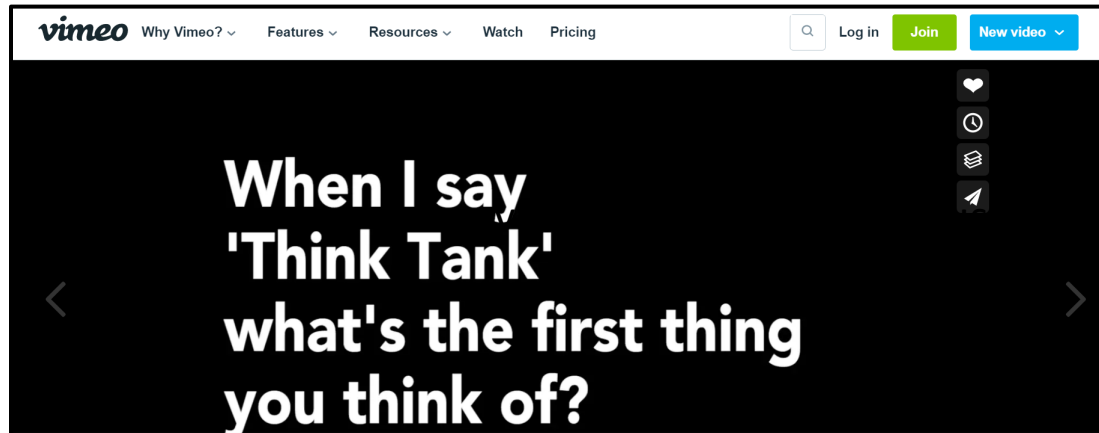 vimeo Why Vimeo? Features Resources Watch Pricing Log in Join New video
When I say
'Think Tank'
what's the first thing
you think of?